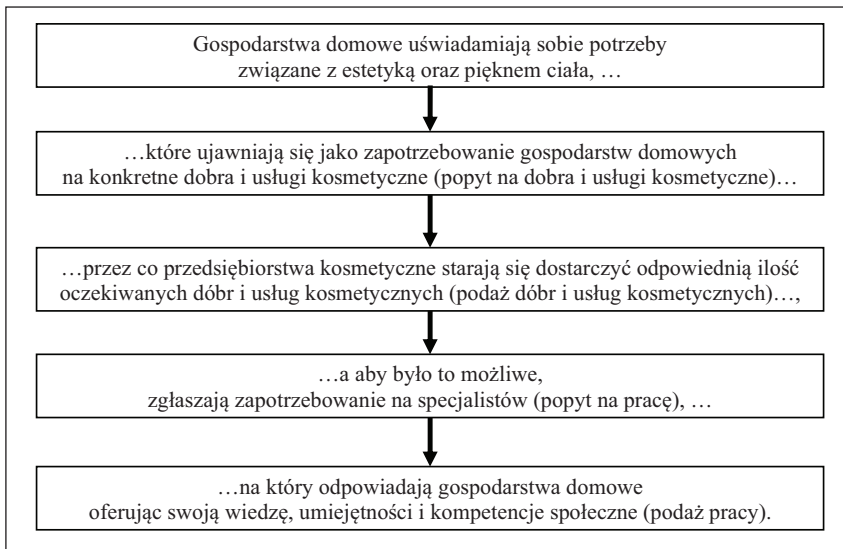 Gospodarstwa domowe uświadamiają sobie potrzeby
związane z estetyką oraz pięknem ciała, …
…które ujawniają się jako zapotrzebowanie gospodarstw domowych
na konkretne dobra i usługi kosmetyczne (popyt na dobra i usługi kosmetyczne)…
…przez co przedsiębiorstwa kosmetyczne starają się dostarczyć odpowiednią ilość
oczekiwanych dóbr i usług kosmetycznych (podaż dóbr i usług kosmetycznych)…,
…a aby było to możliwe,
zgłaszają zapotrzebowanie na specjalistów (popyt na pracę), …
…na który odpowiadają gospodarstwa domowe
oferując swoją wiedzę, umiejętności i kompetencje społeczne (podaż pracy).